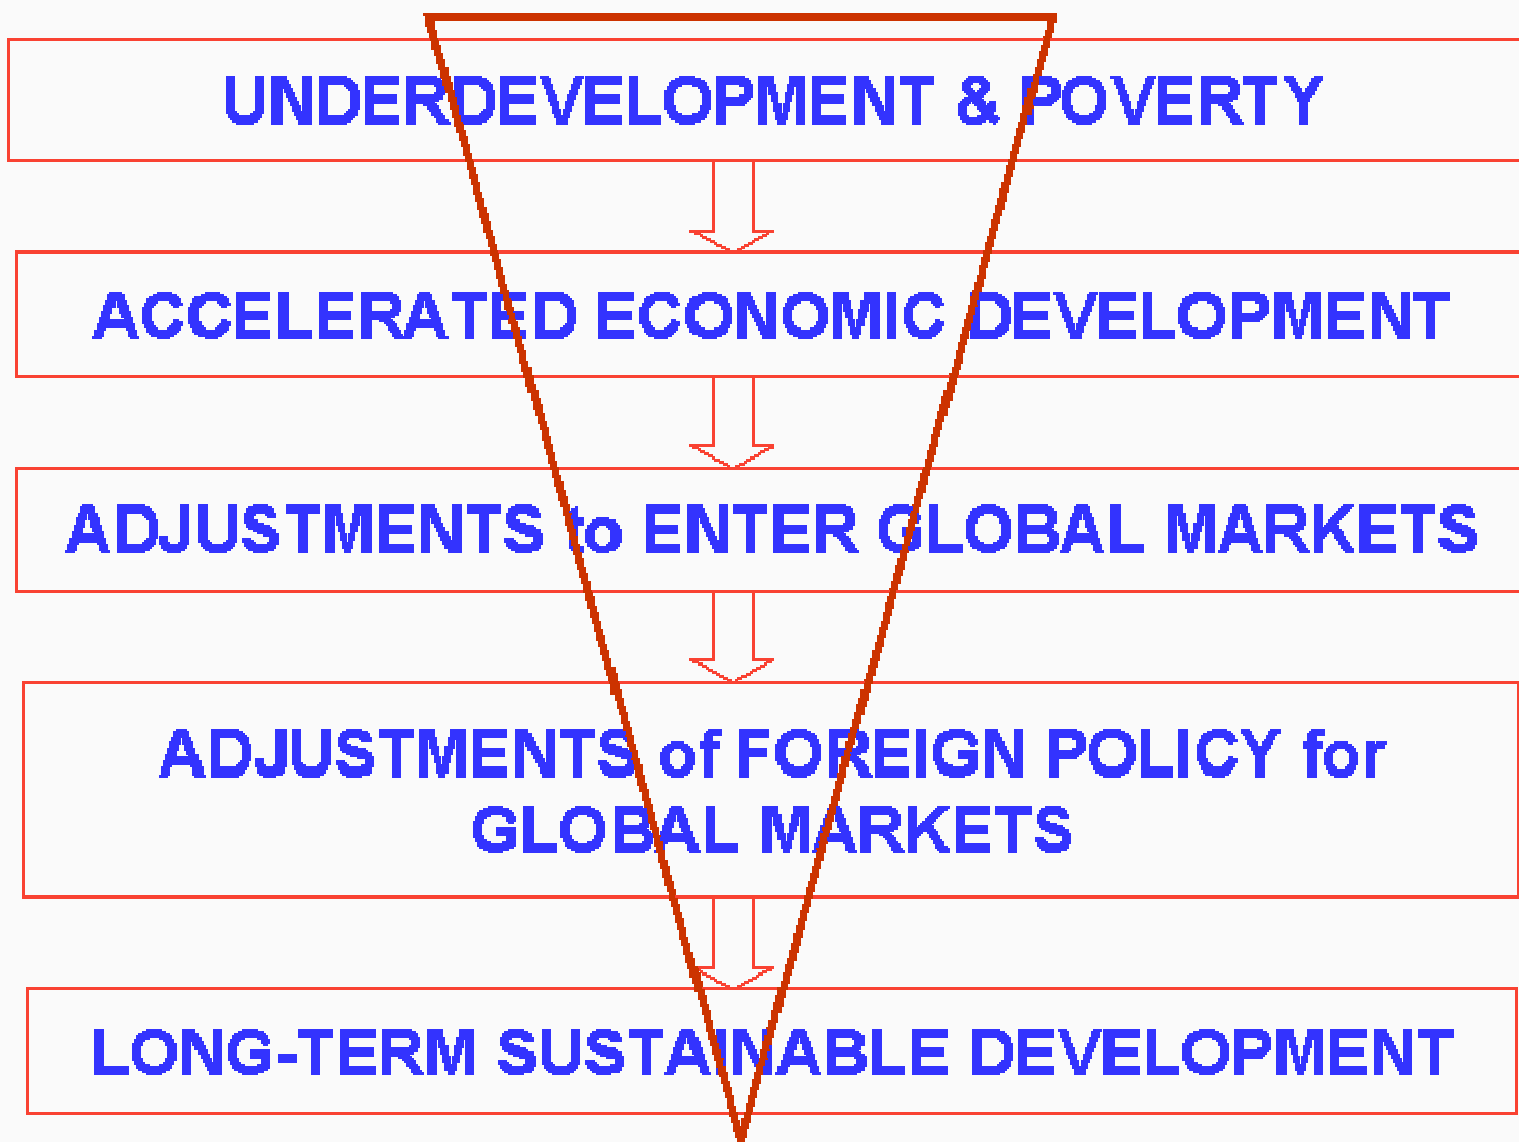 UNDERDEVELOPMENT & POVERTY
ACCELERATED ECONOMIC DEVELOPMENT
ADJUSTMENTS to ENTER GLOBAL MARKETS
ADJUSTMENTS of FOREIGN POLICY for
GLOBAL MARKETS
LONG-TERM SUSTAINABLE DEVELOPMENT